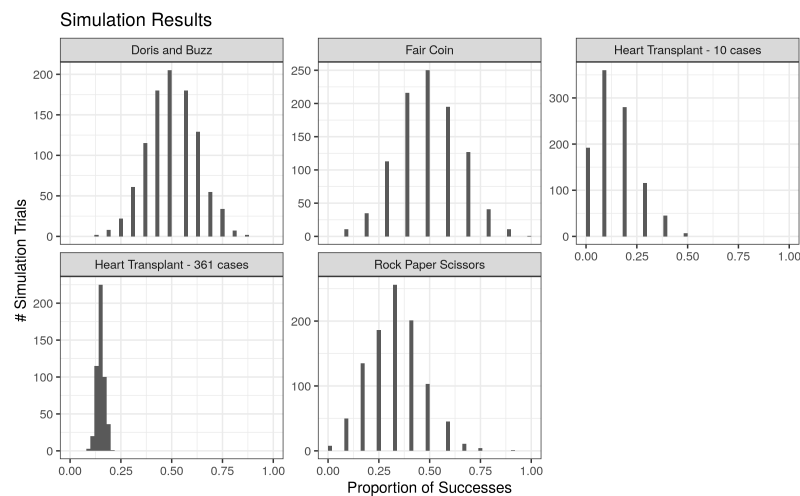 Simulation Results
Doris and Buzz
Fair Coin
Heart Transplant - 10 cases
200
150
100
50
0
250
200
150
100
50
0
300
200
100
0
0.00 0.25 0.50 0.75 1.00
Heart Transplant - 361 cases
Rock Paper Scissors
200
150
100
50
0
200
100
0
0.00 0.25 0.50 0.75 1.00
0.00 0.25 0.50 0.75 1.00
# Simulation Trials
Proportion of Successes